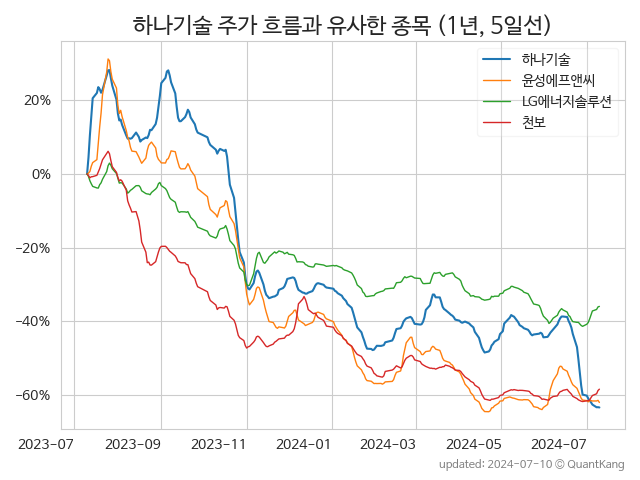 하나기술 주가 흐름과 유사한 종목 (1년, 5일선)
하나기술
윤성에프앤씨
LG에너지솔루션
천보
20%
0%
−20%
−40%
−60%
2023-07
2023-09
2023-11
2024-01
2024-03
2024-05
2024-07
updated: 2024-07-10 © QuantKang